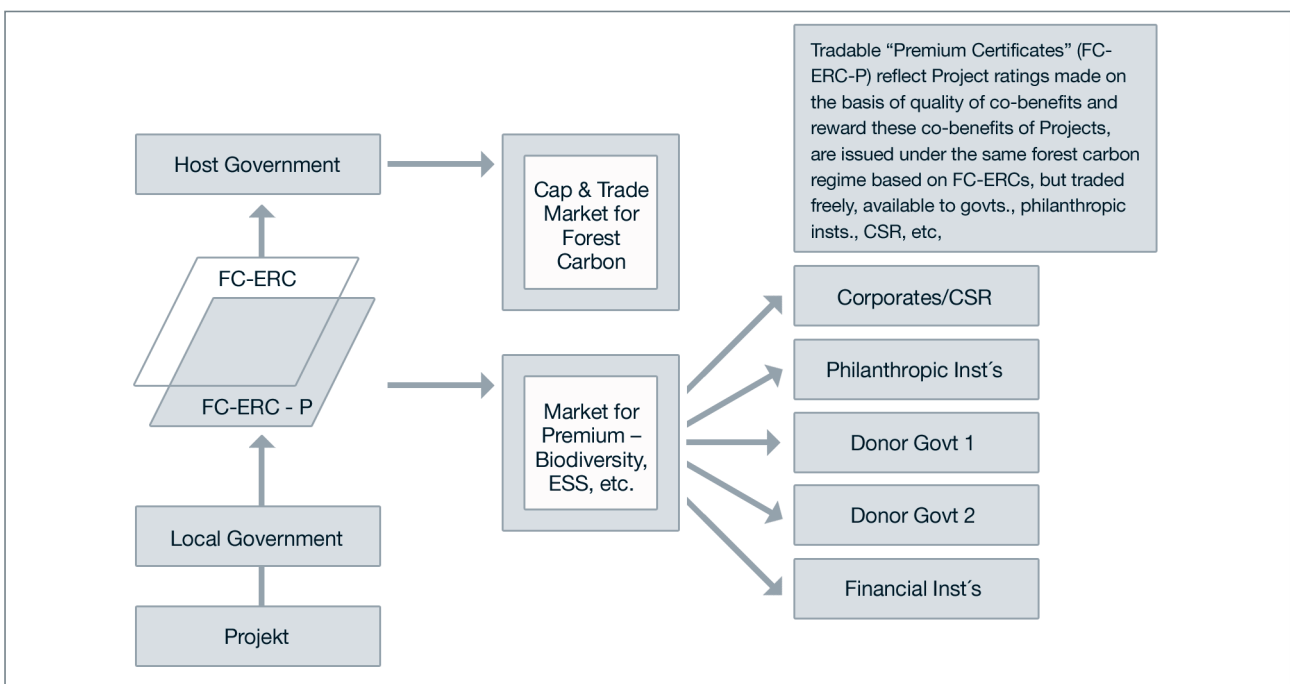 Tradable “Premium Certificates” (FC-
ERC-P) reflect Project ratings made on
the basis of quality of co-benefits and
reward these co-benefits of Projects,
are issued under the same forest carbon
regime based on FC-ERCs, but traded
freely, available to govts., philanthropic
insts., CSR, etc,
Host Government
Cap & Trade
Market for
Forest
Carbon
FC-ERC
FC-ERC - P
Market for
Premium –
Biodiversity,
ESS, etc.
Corporates/CSR
Philanthropic Inst´s
Donor Govt 1
Donor Govt 2
Financial Inst´s
Local Government
Projekt